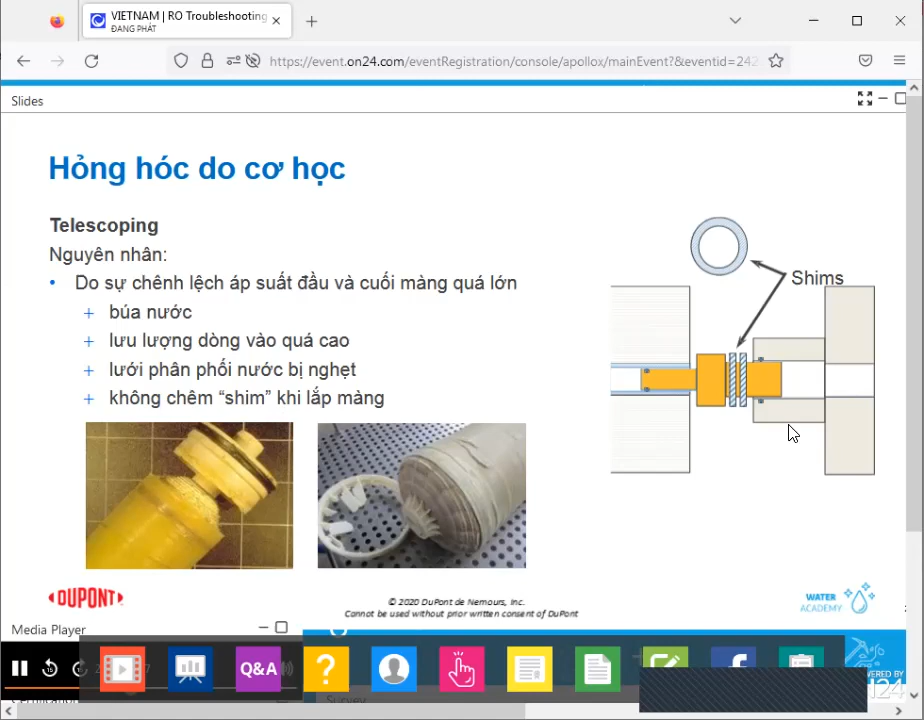 VIETNAM | RO Troubleshooting
ĐANG PHÁT
https://event.on24.com/eventRegistration/console/apollox/mainEvent?&eventid=242
Slides
Hỏng hóc do cơ học
Telescoping
Nguyên nhân:
• Do sự chênh lệch áp suất đầu và cuối màng quá lớn
+ búa nước
+ lưu lượng dòng vào quá cao
+ lưới phân phối nước bị nghẹt
+ không chêm “shim” khi lắp màng
Shims
DUPONT
© 2020 DuPont de Nemours, Inc.
Cannot be used without prior written consent of DuPont
WATER
ACADEMY
Media Player
Q&A
?
f
Survey